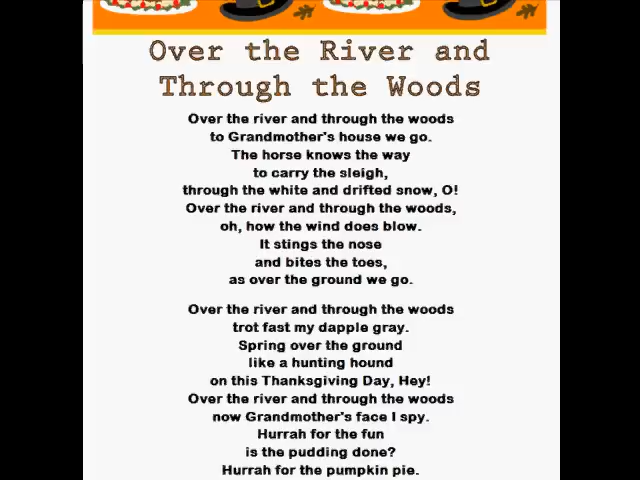 Over the River and
Through the Woods
Over the river and through the woods
to Grandmother's house we go.
The horse knows the way
to carry the sleigh,
through the white and drifted snow, O!
Over the river and through the woods,
oh, how the wind does blow.
It stings the nose
and bites the toes,
as over the ground we go.
Over the river and through the woods
trot fast my dapple gray.
Spring over the ground
like a hunting hound
on this Thanksgiving Day, Hey!
Over the river and through the woods
now Grandmother's face I spy.
Hurrah for the fun
is the pudding done?
Hurrah for the pumpkin pie.